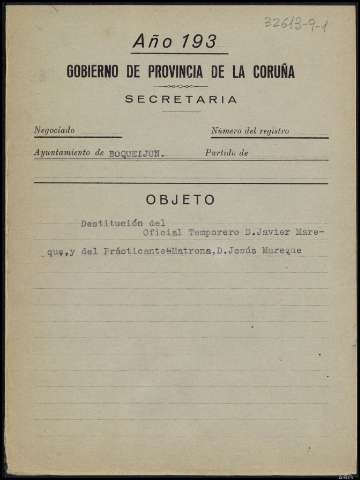 32613-9-1
Año 193
GOBIERNO DE PROVINCIA DE LA CORUÑA
SECRETARIA
Negociado Número del registro
Ayuntamiento de BOQUEIJON. Partido de
OBJETO
Destitución del
Oficial Temporero D.Javier Mare-
que,y del Prácticante-Matrona,D.Jesús Mareque